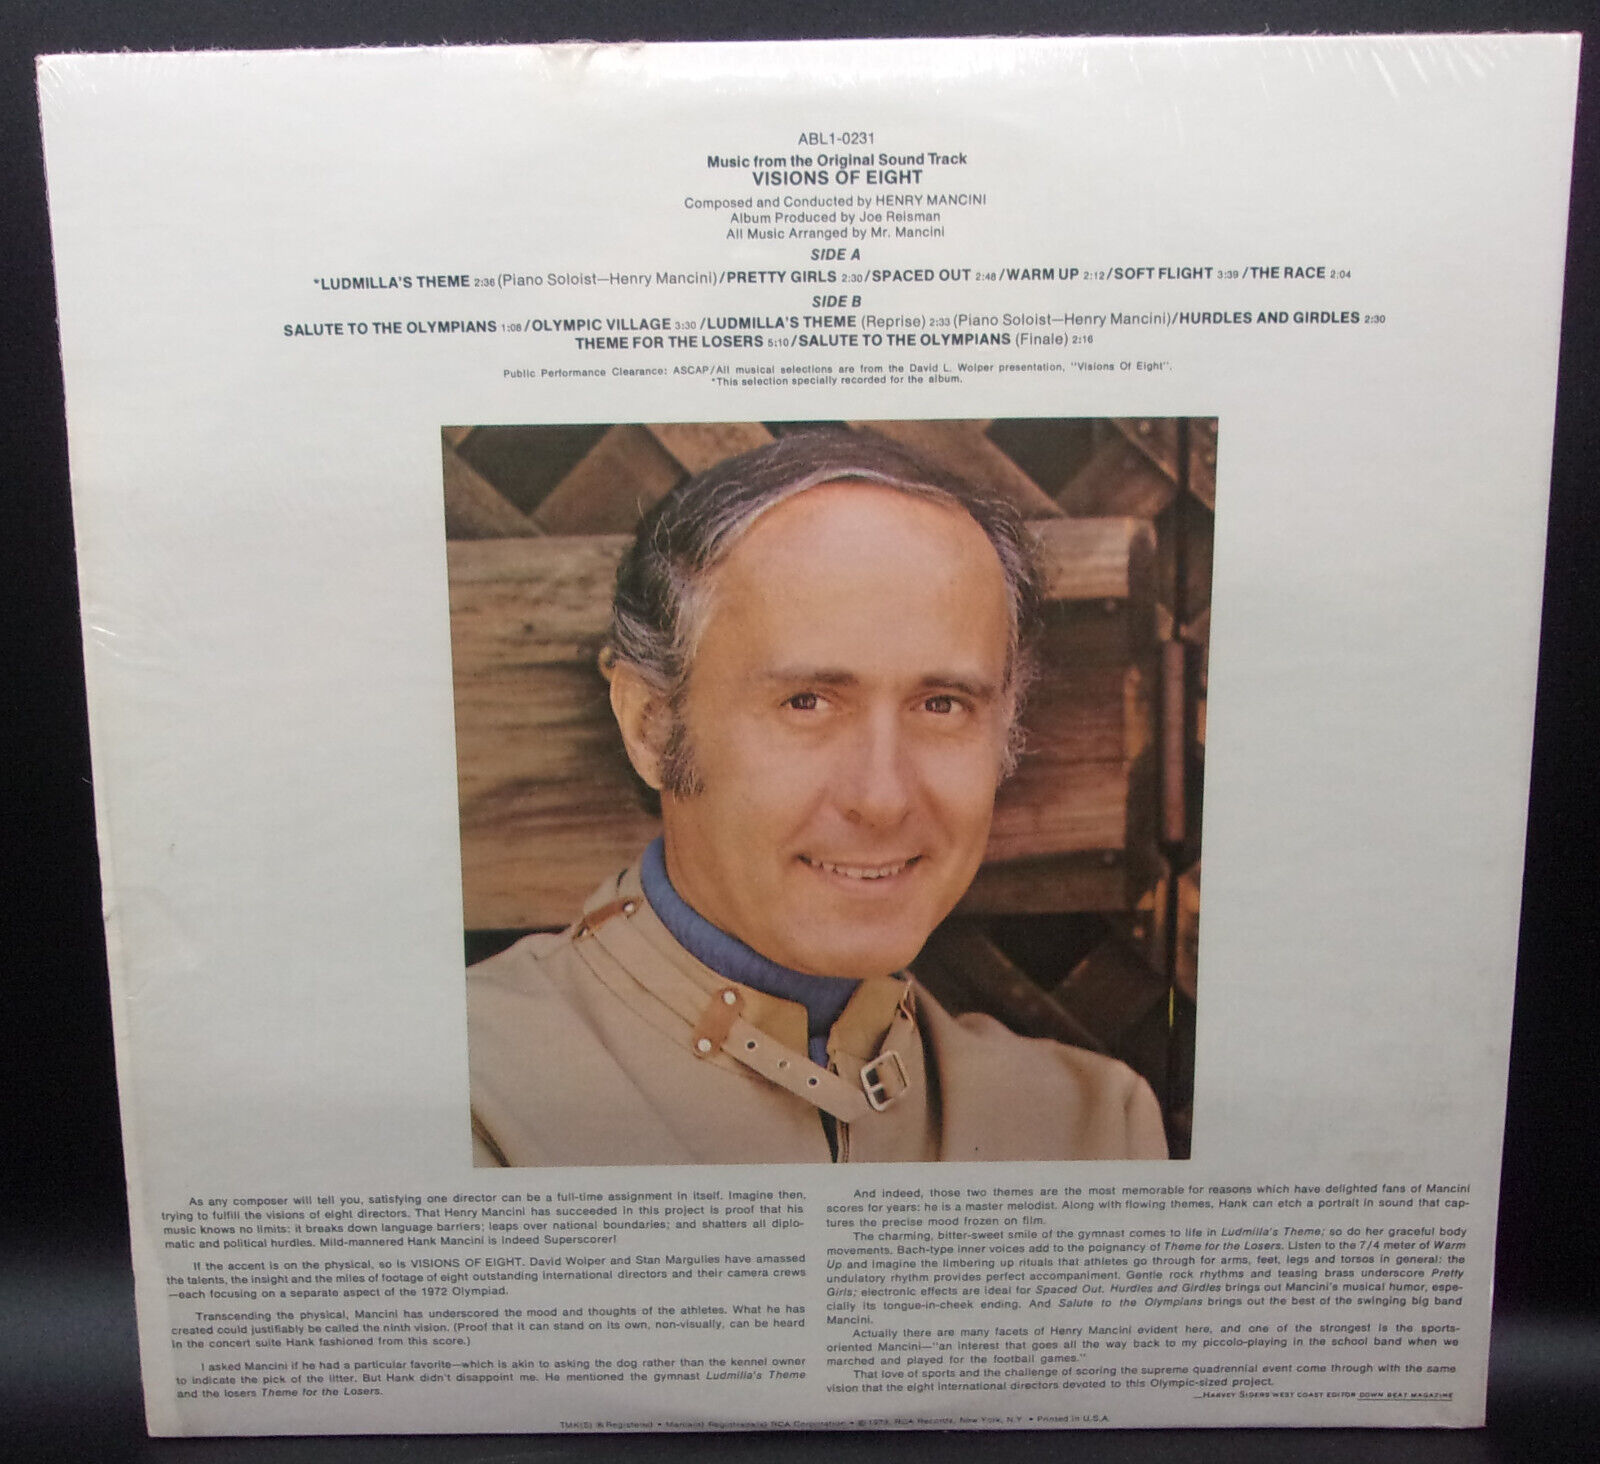 ABL1-0231
Music from the Original Sound Track
VISIONS OF EIGHT
Composed and Conducted by HENRY MANCINI
Album Produced by Joe Reisman
All Music Arranged by Mr. Mancini
SIDE A
*LUDMILLA'S THEME 2:36 (Piano Soloist—Henry Mancini)/PRETTY GIRLS 2:30/SPACED OUT 2:48/WARM UP 2:12/SOFT FLIGHT 3:39/THE RACE 2:04
SIDE B
SALUTE TO THE OLYMPIANS 1:08/OLYMPIC VILLAGE 3:30/LUDMILLA'S THEME (Reprise) 2:33 (Piano Soloist—Henry Mancini)/HURDLES AND GIRDLES 2:30
THEME FOR THE LOSERS 5:10/SALUTE TO THE OLYMPIANS (Finale) 2:16
Public Performance Clearance: ASCAP/All musical selections are from the David L. Wolper presentation, "Visions Of Eight".
*This selection specially recorded for the album.
As any composer will tell you, satisfying one director can be a full-time assignment in itself. Imagine then,
trying to fulfill the visions of eight directors. That Henry Mancini has succeeded in this project is proof that his
music knows no limits: it breaks down language barriers; leaps over national boundaries; and shatters all diplo-
matic and political hurdles. Mild-mannered Hank Mancini is indeed Superscorer!
If the accent is on the physical, so is VISIONS OF EIGHT. David Wolper and Stan Margulies have amassed
the talents, the insight and the miles of footage of eight outstanding international directors and their camera crews
—each focusing on a separate aspect of the 1972 Olympiad.
Transcending the physical, Mancini has underscored the mood and thoughts of the athletes. What he has
created could justifiably be called the ninth vision. (Proof that it can stand on its own, non-visually, can be heard
in the concert suite Hank fashioned from this score.)
I asked Mancini if he had a particular favorite—which is akin to asking the dog rather than the kennel owner
to indicate the pick of the litter. But Hank didn't disappoint me. He mentioned the gymnast Ludmilla's Theme
and the losers Theme for the Losers.
And indeed, those two themes are the most memorable for reasons which have delighted fans of Mancini
scores for years: he is a master melodist. Along with flowing themes, Hank can etch a portrait in sound that cap-
tures the precise mood frozen on film.
The charming, bitter-sweet smile of the gymnast comes to life in Ludmilla's Theme; so do her graceful body
movements. Bach-type inner voices add to the poignancy of Theme for the Losers. Listen to the 7/4 meter of Warm
Up and imagine the limbering up rituals that athletes go through for arms, feet, legs and torsos in general: the
undulatory rhythm provides perfect accompaniment. Gentle rock rhythms and teasing brass underscore Pretty
Girls; electronic effects are ideal for Spaced Out. Hurdles and Girdles brings out Mancini's musical humor, espe-
cially its tongue-in-cheek ending. And Salute to the Olympians brings out the best of the swinging big band
Mancini.
Actually there are many facets of Henry Mancini evident here, and one of the strongest is the sports-
oriented Mancini—"an interest that goes all the way back to my piccolo-playing in the school band when we
marched and played for the football games."
That love of sports and the challenge of scoring the supreme quadrennial event come through with the same
vision that the eight international directors devoted to this Olympic-sized project.
—HARVEY SIDERS WEST COAST EDITOR DOWN BEAT MAGAZINE
TMK(S) ® Registered • Marca(s) Registrada(s) RCA Corporation • © 1973, RCA Records, New York, N.Y. • Printed in U.S.A.